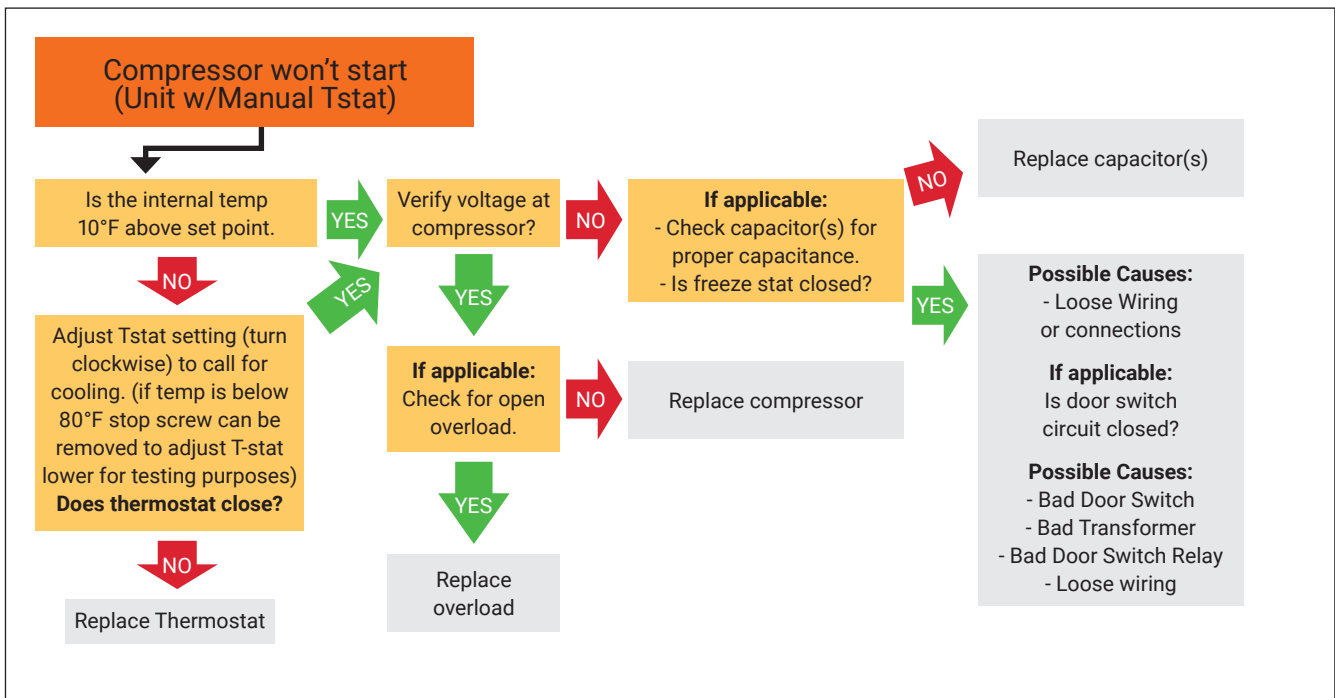 Compressor won't start
(Unit w/Manual Tstat)
Is the internal temp
10°F above set point.
YES
NO
Adjust Tstat setting (turn
clockwise) to call for
cooling. (if temp is below
80°F stop screw can be
removed to adjust T-stat
lower for testing purposes)
Does thermostat close?
YES
NO
Replace Thermostat
Verify voltage at
compressor?
NO
YES
If applicable:
Check for open
overload.
NO
Replace compressor
YES
Replace
overload
If applicable:
- Check capacitor(s) for
proper capacitance.
- Is freeze stat closed?
NO
Replace capacitor(s)
YES
Possible Causes:
- Loose Wiring
or connections
If applicable:
Is door switch
circuit closed?
Possible Causes:
- Bad Door Switch
- Bad Transformer
- Bad Door Switch Relay
- Loose wiring